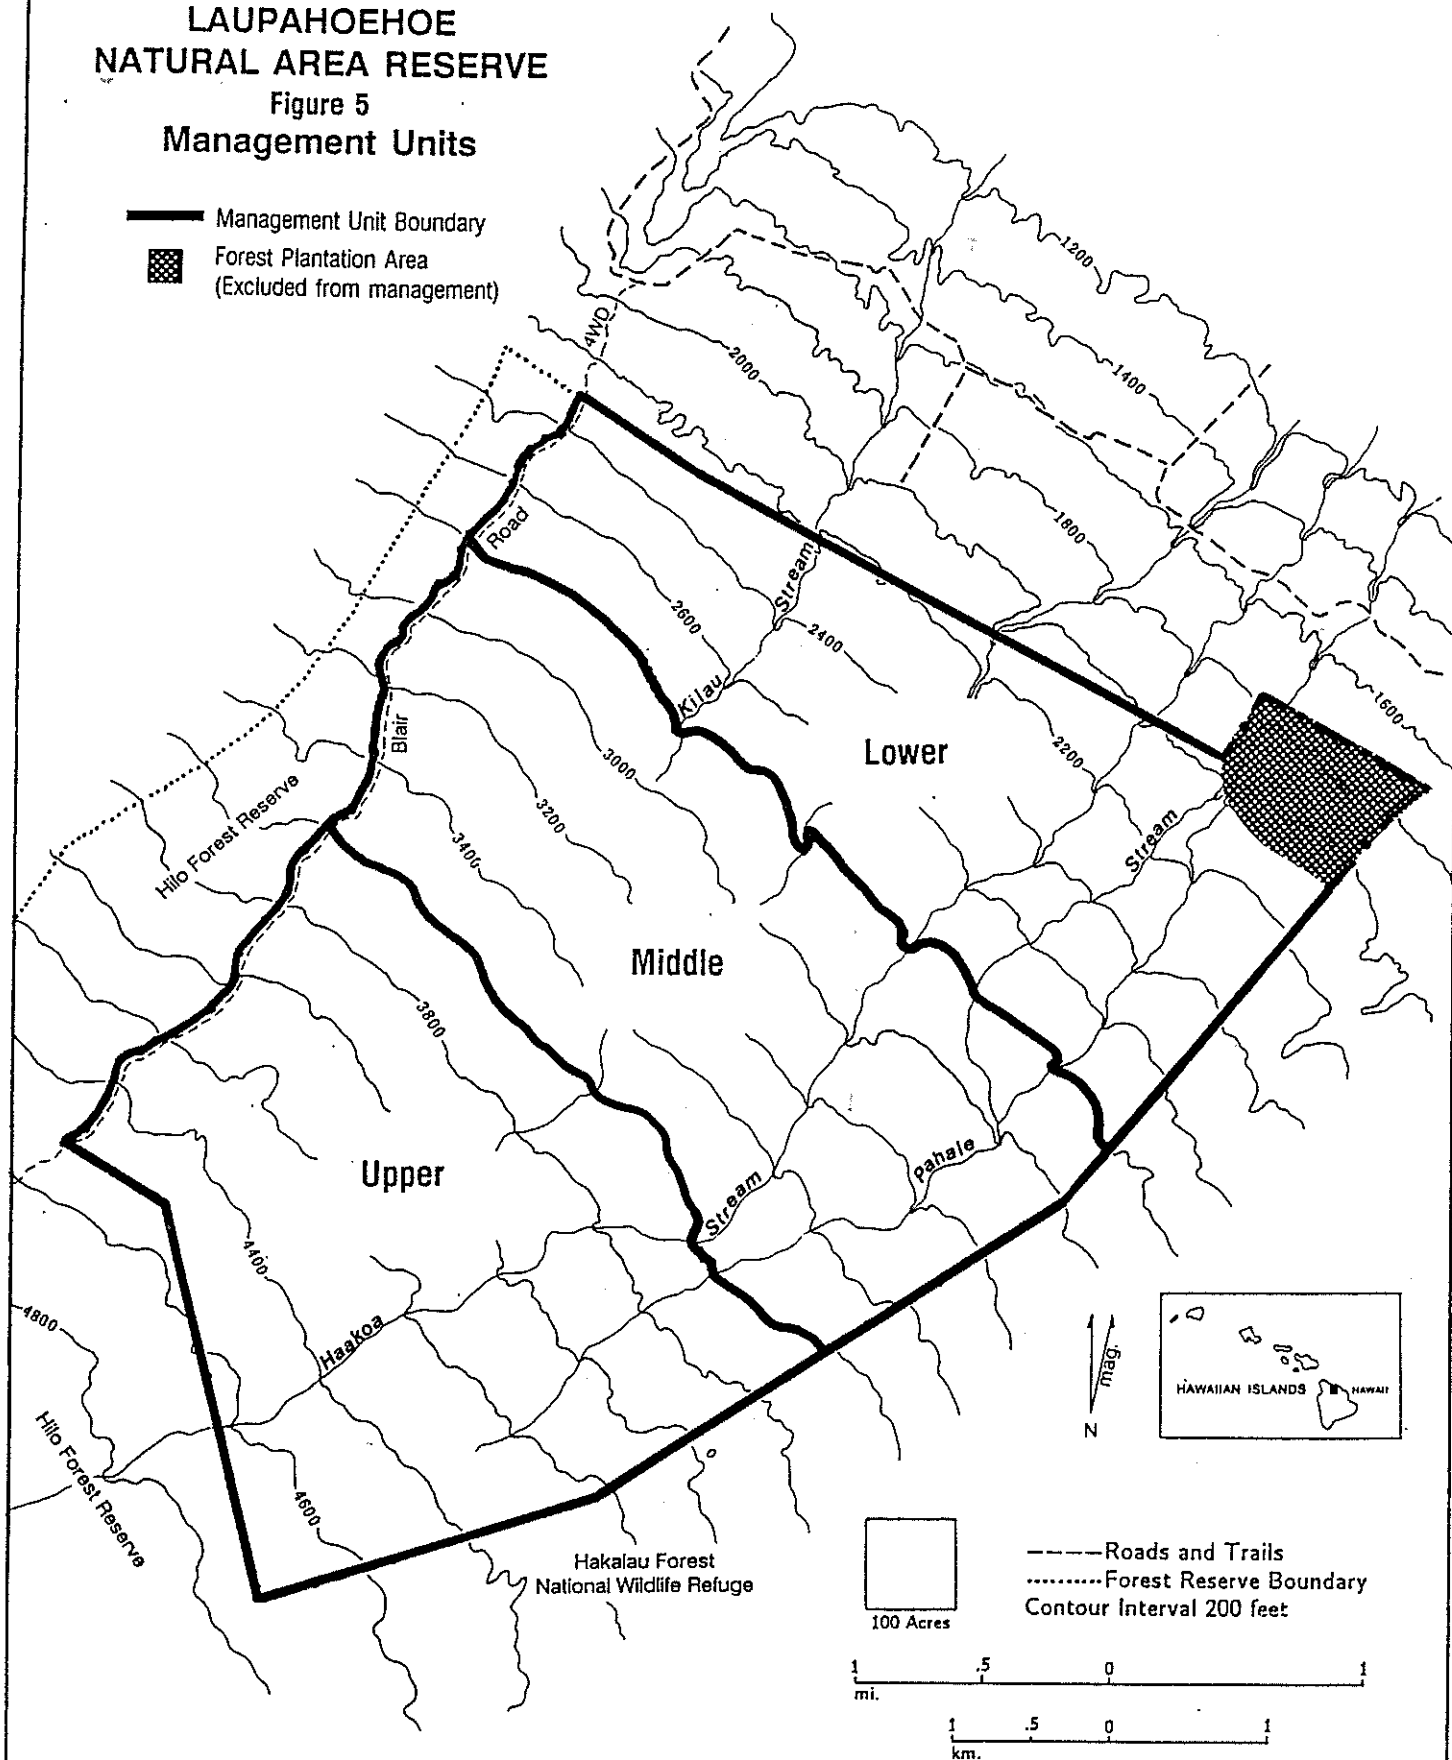 LAUPAHOEHOE
NATURAL AREA RESERVE
Figure 5
Management Units
Management Unit Boundary
Forest Plantation Area
(Excluded from management)
1200
4WD
2000
1400
Road
Stream
1800
2600
2400
Kilau
1600
Blair
3000
Lower
2200
Hilo Forest Reserve
3200
3400
Stream
Middle
3800
Upper
Stream
Pahale
4400
4800
Haakoa
mag.
N
HAWAIIAN ISLANDS
HAWAII
Hilo Forest Reserve
4600
Hakalau Forest
National Wildlife Refuge
100 Acres
Roads and Trails
Forest Reserve Boundary
Contour Interval 200 feet
1 .5 0 1
mi.
1 .5 0 1
km.